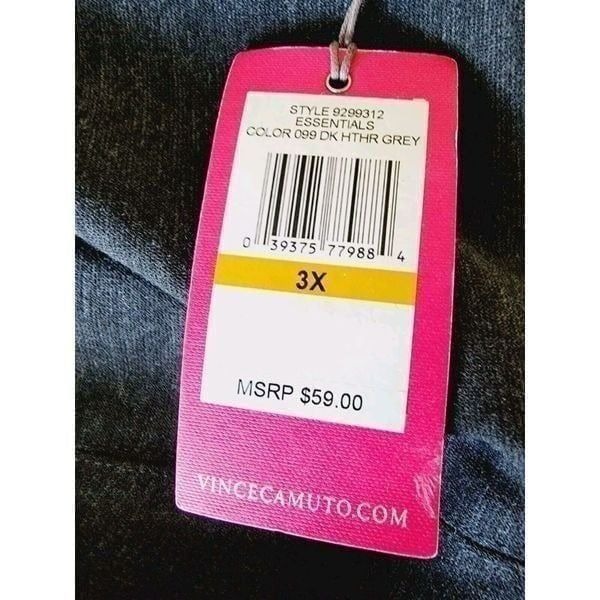 STYLE 9299312
ESSENTIALS
COLOR 099 DK HTHR GREY
0 39375 77988 4
3X
MSRP $59.00
VINCECAMUTO.COM